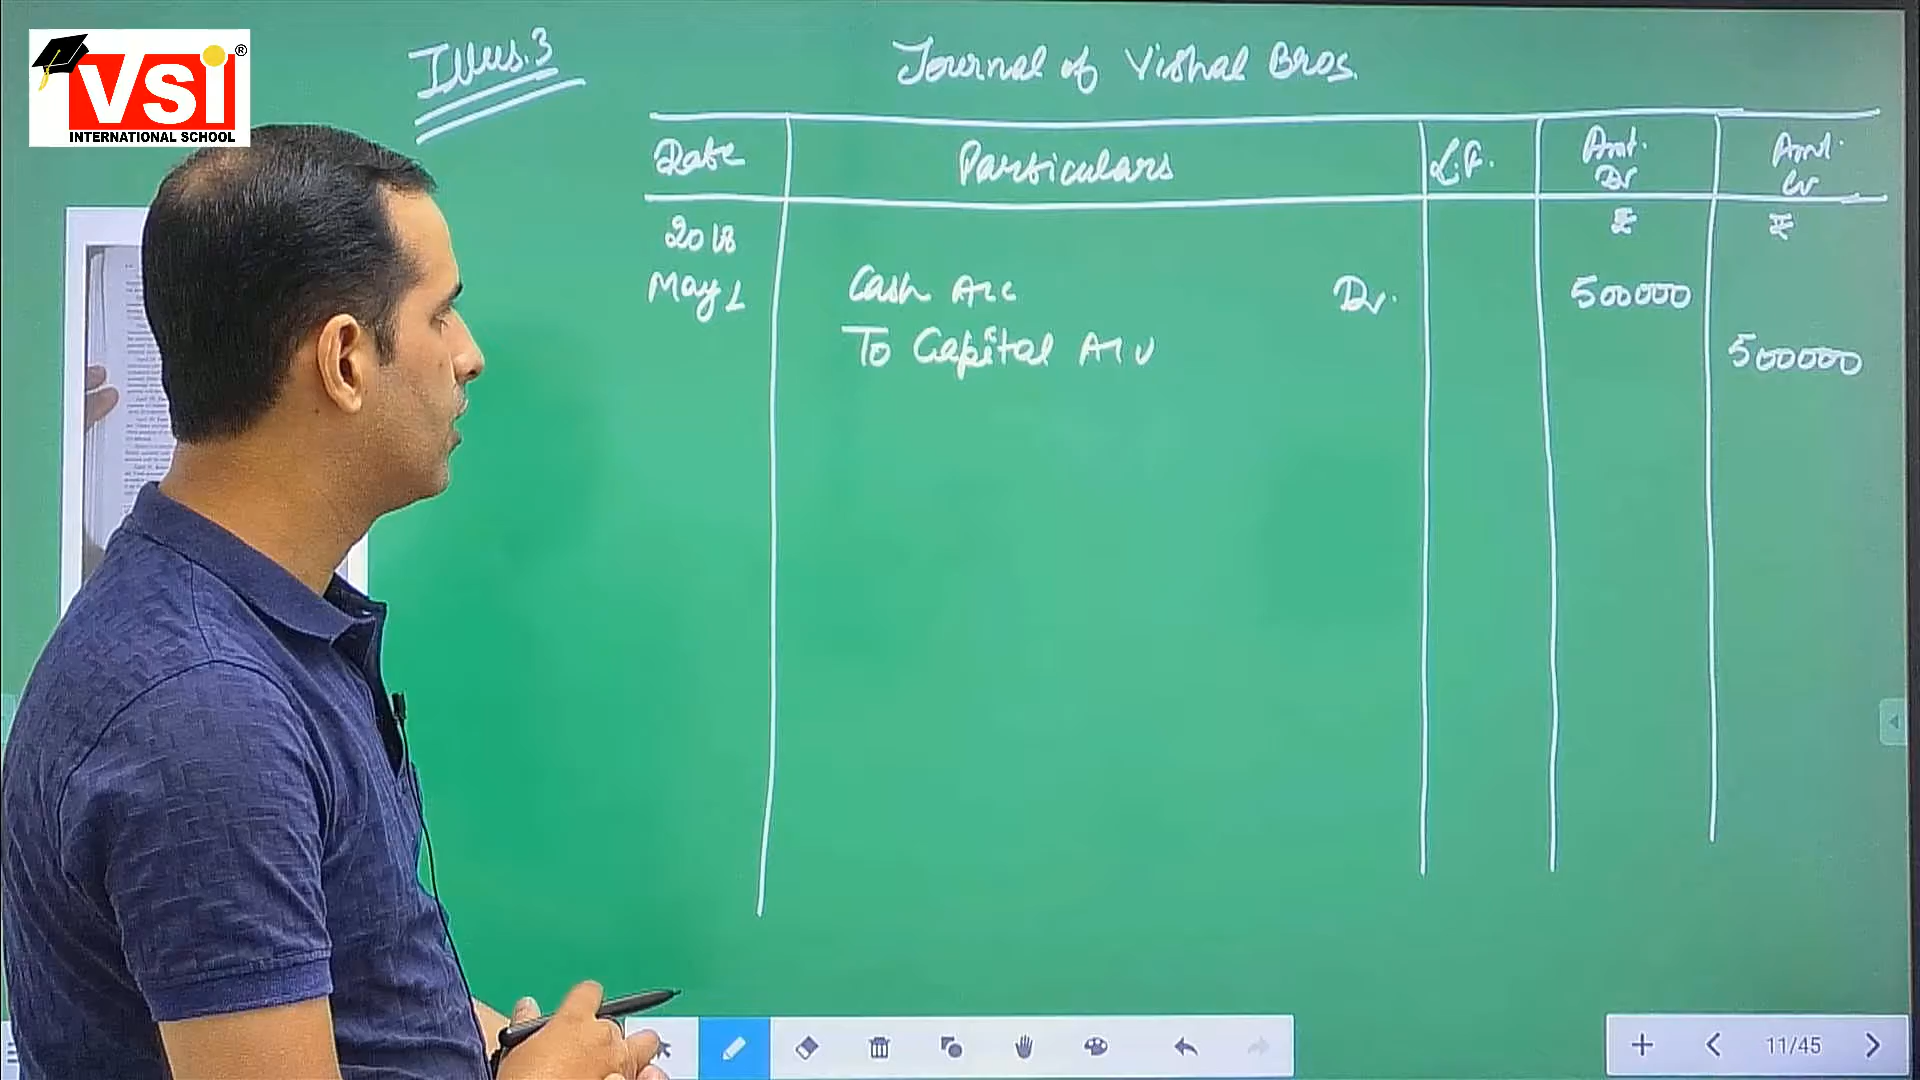 VSI ®
INTERNATIONAL SCHOOL
Illus.3
Journal of Vishal Bros.
Date Particulars L.F. Amt. Dr Amt. Cr
2018 ₹ ₹
May 1 Cash A/c Dr. 500000
To Capital A/c 500000
11/45